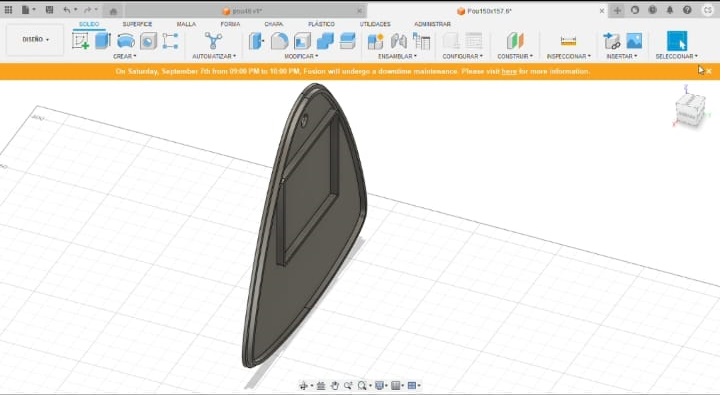 pou4li v1*
Pou150x157.6*
CS
SÓLIDO SUPERFICIE MALLA FORMA CHAPA PLÁSTICO UTILIDADES ADMINISTRAR
DISEÑO
CREAR AUTOMATIZAR MODIFICAR ENSAMBLAR CONFIGURAR CONSTRUIR INSPECCIONAR INSERTAR SELECCIONAR
On Saturday, September 7th from 09:00 PM to 10:00 PM, Fusion will undergo a downtime maintenance. Please visit here for more information.